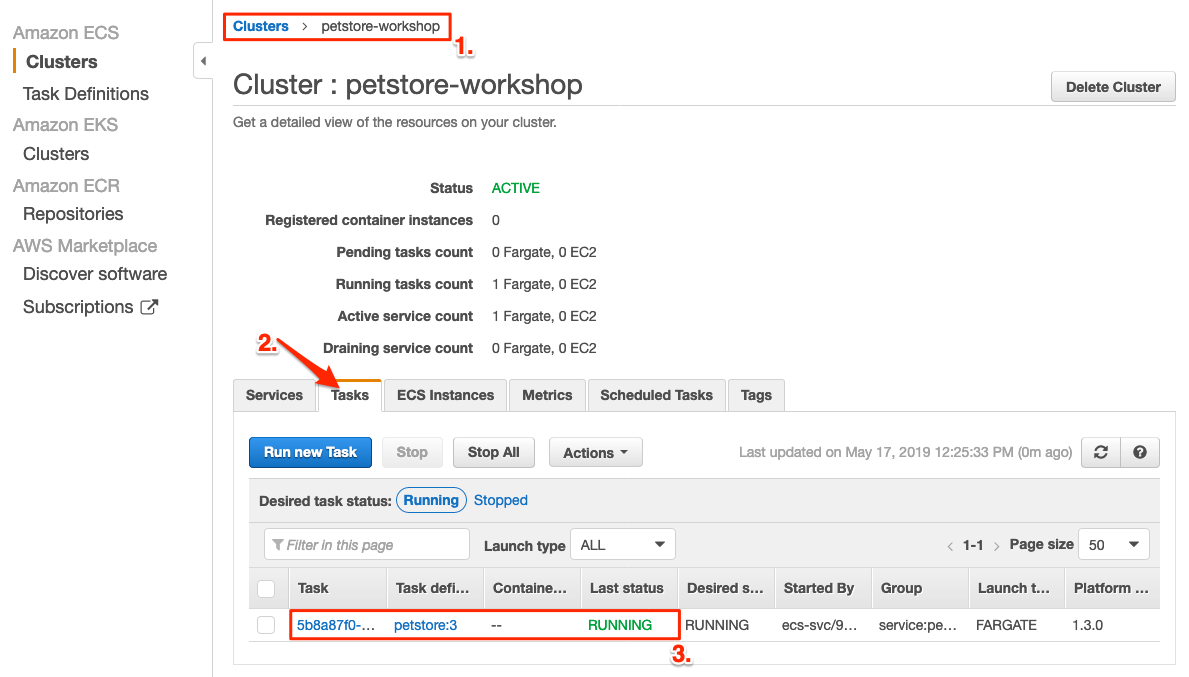 Amazon ECS
Clusters
Task Definitions
Amazon EKS
Clusters
Amazon ECR
Repositories
AWS Marketplace
Discover software
Subscriptions
Clusters > petstore-workshop
1.
Cluster : petstore-workshop
Delete Cluster
Get a detailed view of the resources on your cluster.
Status ACTIVE
Registered container instances 0
Pending tasks count 0 Fargate, 0 EC2
Running tasks count 1 Fargate, 0 EC2
Active service count 1 Fargate, 0 EC2
Draining service count 0 Fargate, 0 EC2
2.
Services Tasks ECS Instances Metrics Scheduled Tasks Tags
Run new Task Stop Stop All Actions Last updated on May 17, 2019 12:25:33 PM (0m ago)
Desired task status: Running Stopped
Filter in this page Launch type ALL < 1-1 > Page size 50
Task Task defi... Containe... Last status Desired s... Started By Group Launch t... Platform ...
5b8a87f0-... petstore:3 -- RUNNING RUNNING ecs-svc/9... service:pe... FARGATE 1.3.0
3.